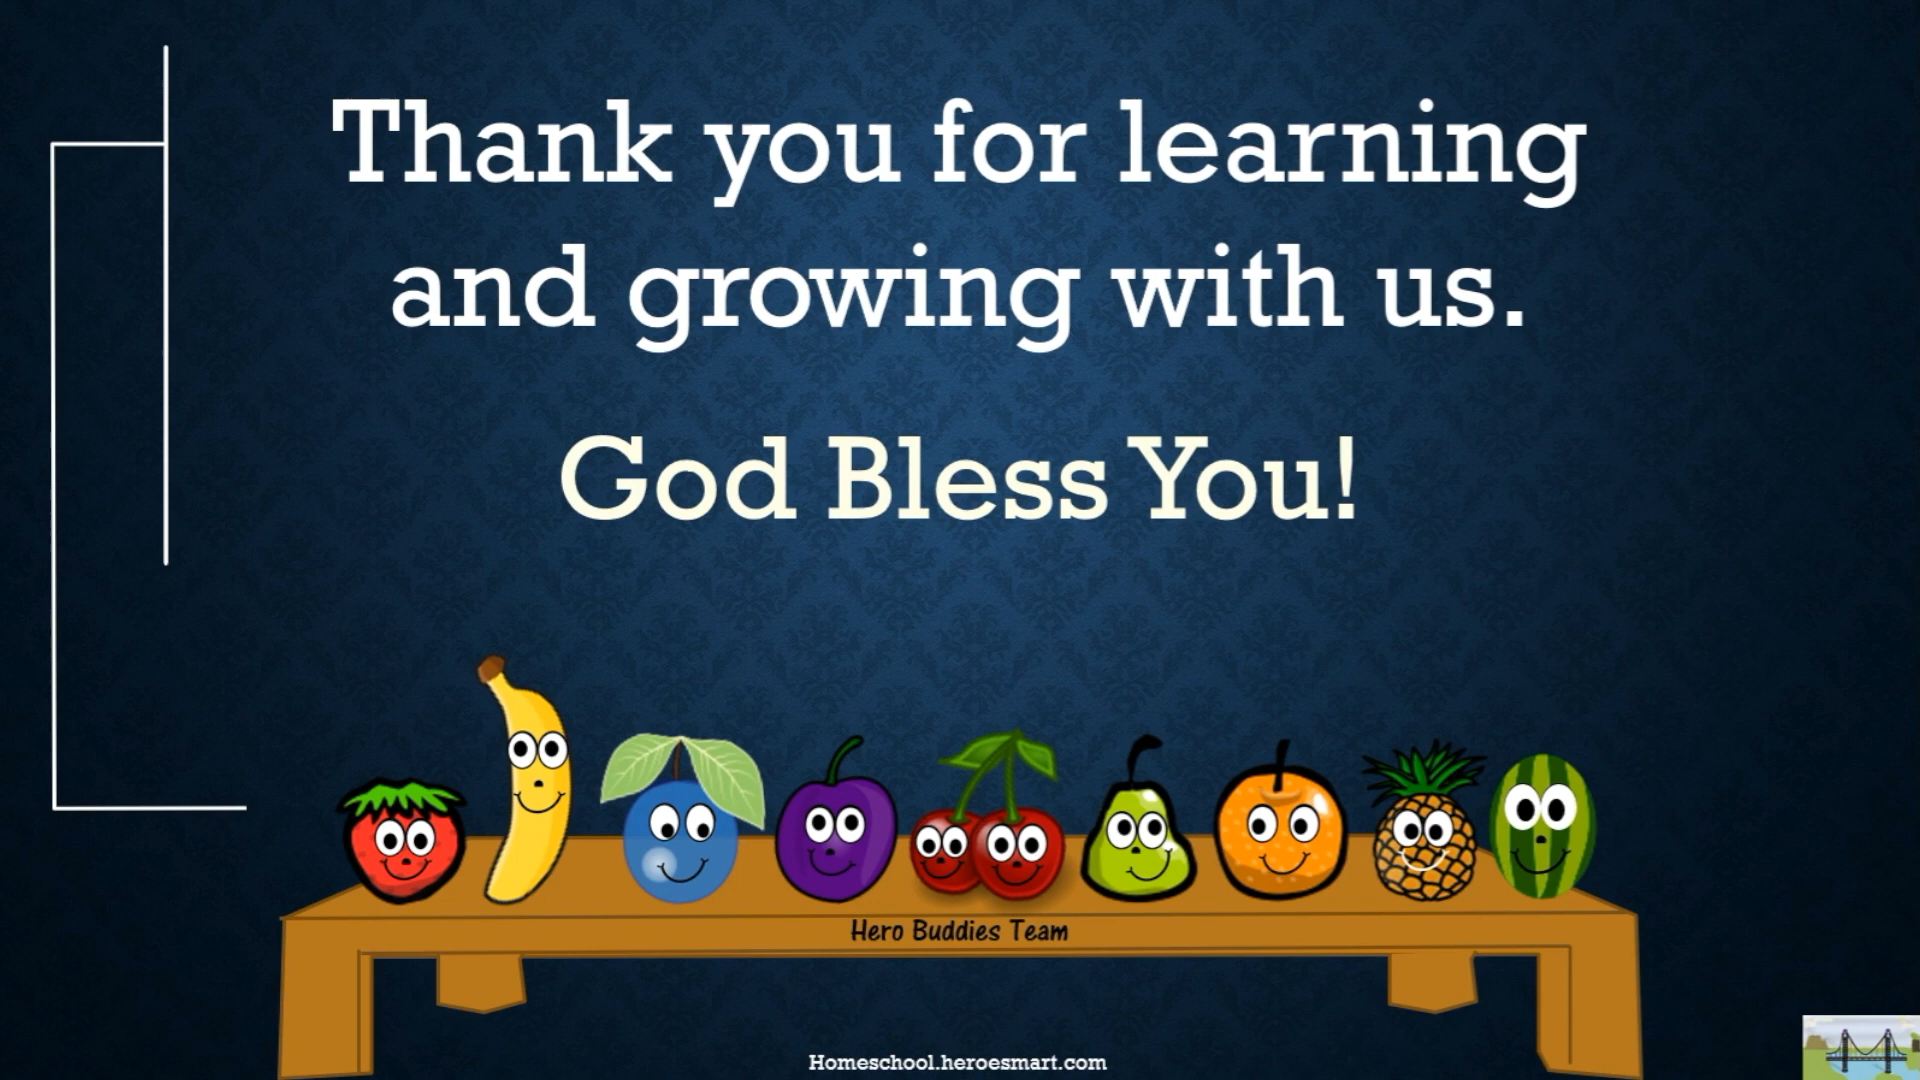 Thank you for learning
and growing with us.
God Bless You!
Hero Buddies Team
Homeschool.heroesmart.com